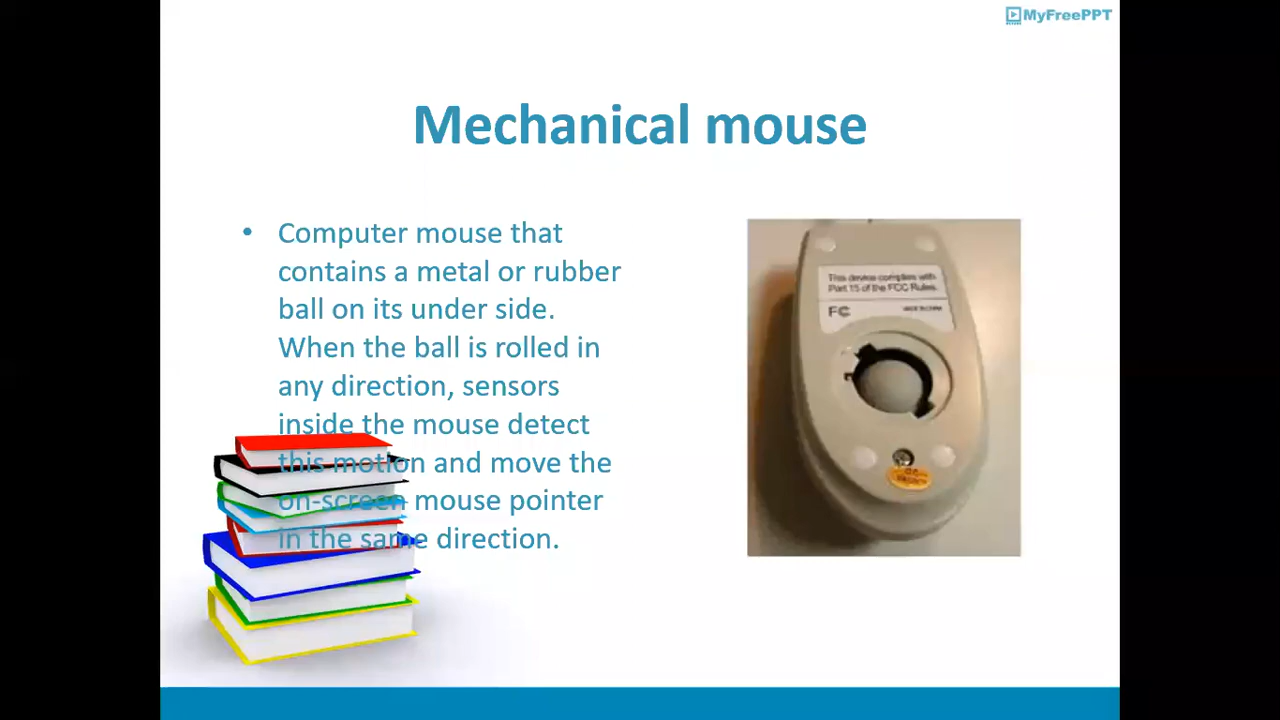 MyFreePPT
Mechanical mouse
• Computer mouse that
contains a metal or rubber
ball on its under side.
When the ball is rolled in
any direction, sensors
inside the mouse detect
this motion and move the
on-screen mouse pointer
in the same direction.
This device complies with
Part 15 of the FCC Rules.
FC